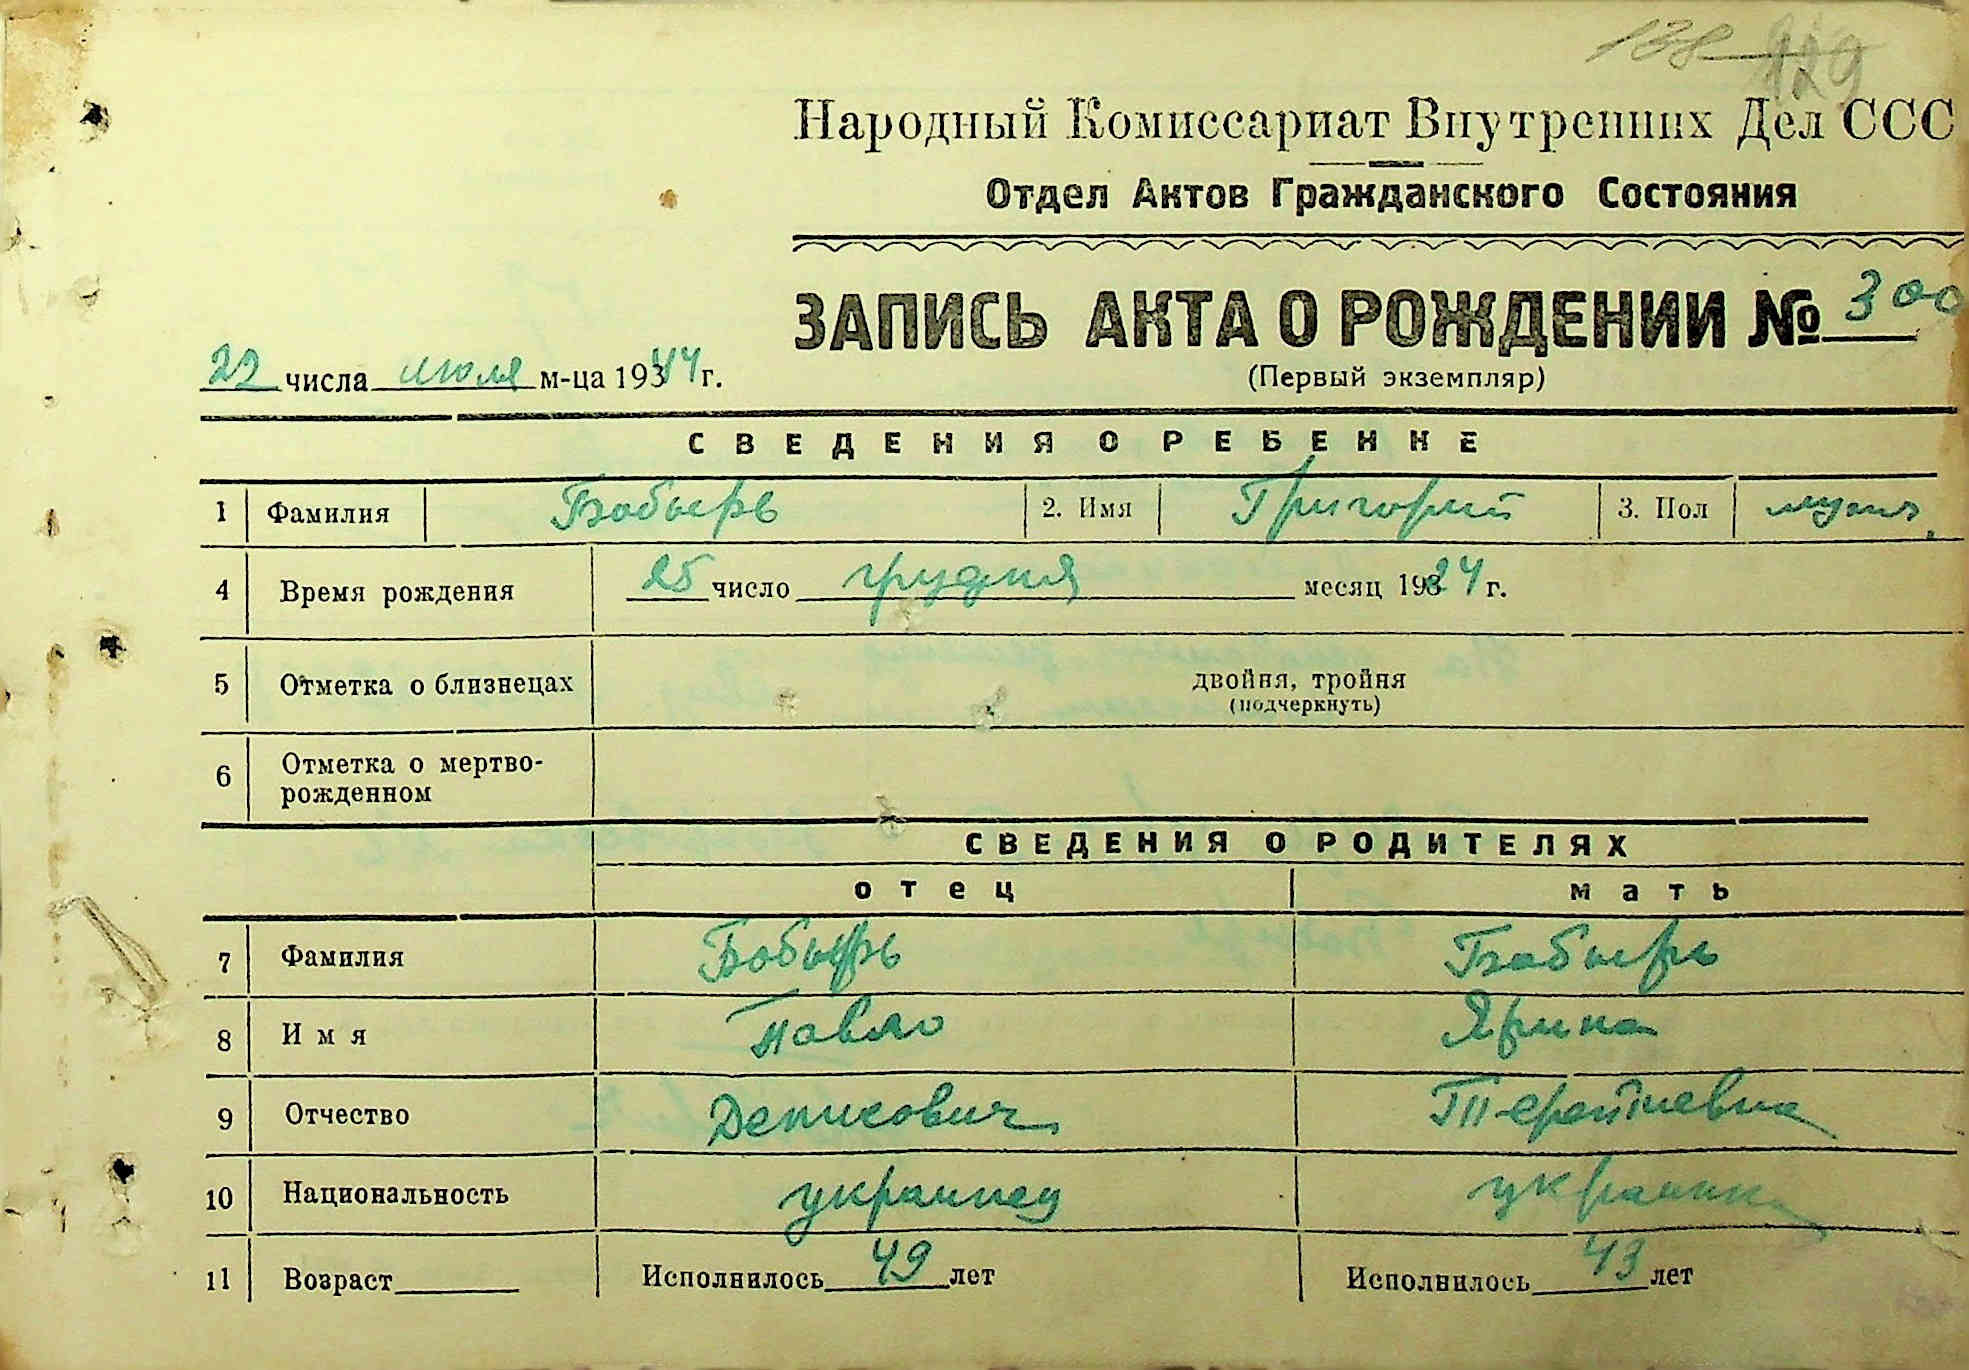 138 129
Народный Комиссариат Внутренних Дел ССС
Отдел Актов Гражданского Состояния
ЗАПИСЬ АКТА О РОЖДЕНИИ № 300
22 числа июля м-ца 1944 г.
(Первый экземпляр)
СВЕДЕНИЯ О РЕБЕНКЕ
1 Фамилия Бобырь 2. Имя Григорий 3. Пол мужч.
4 Время рождения 25 число грудня месяц 1924 г.
5 Отметка о близнецах двойня, тройня
(подчеркнуть)
6 Отметка о мертво-
рожденном
СВЕДЕНИЯ О РОДИТЕЛЯХ
отец мать
7 Фамилия Бобырь Бобырь
8 Имя Павло Ярина
9 Отчество Денисович Терентиевна
10 Национальность украинец украинка
11 Возраст Исполнилось 49 лет Исполнилось 43 лет